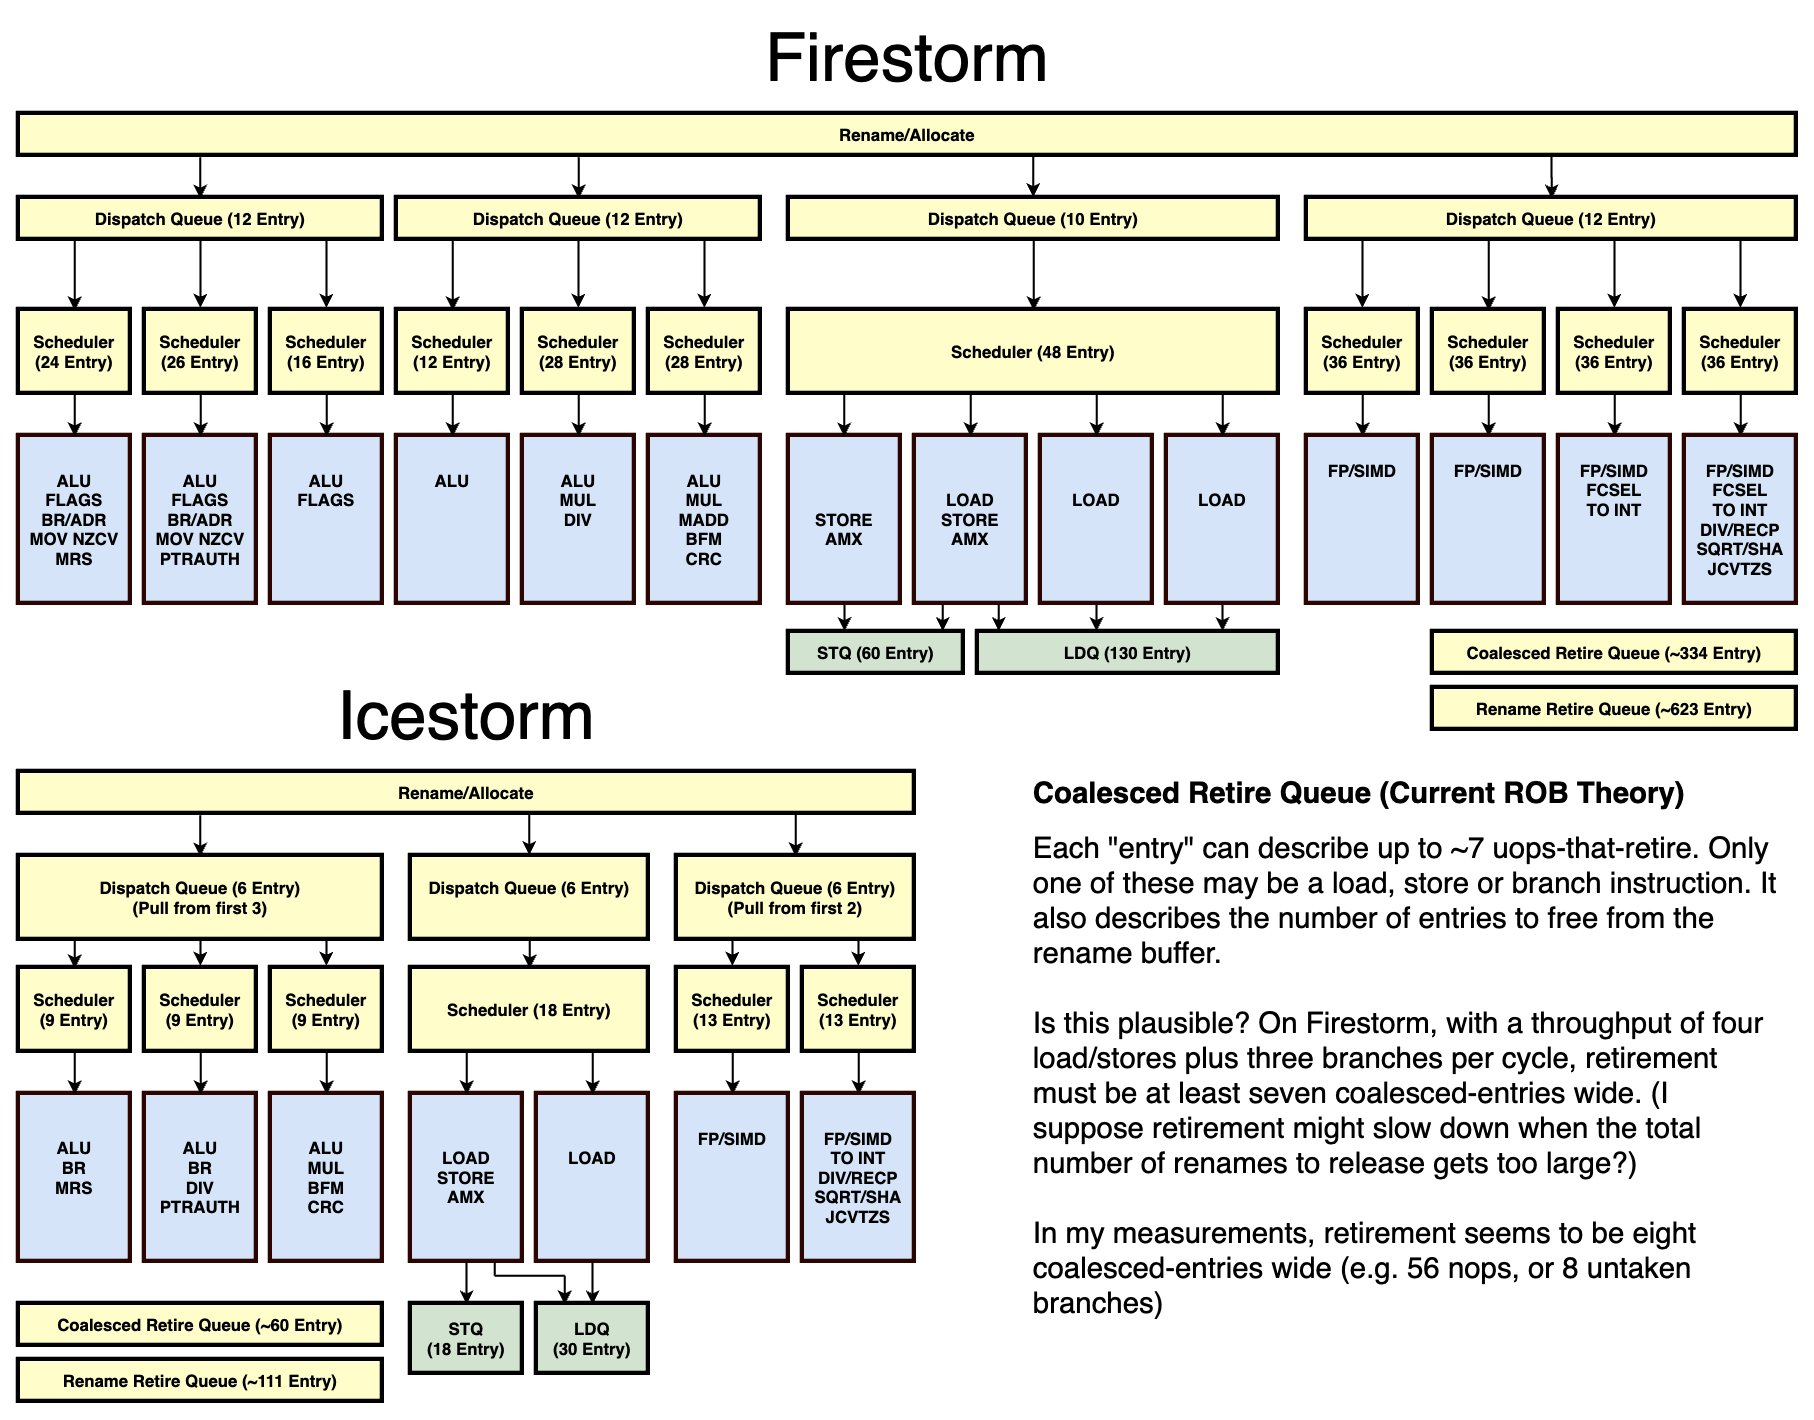 Firestorm
Rename/Allocate
Dispatch Queue (12 Entry)
Dispatch Queue (12 Entry)
Dispatch Queue (10 Entry)
Dispatch Queue (12 Entry)
Scheduler
(24 Entry)
Scheduler
(26 Entry)
Scheduler
(16 Entry)
Scheduler
(12 Entry)
Scheduler
(28 Entry)
Scheduler
(28 Entry)
Scheduler (48 Entry)
Scheduler
(36 Entry)
Scheduler
(36 Entry)
Scheduler
(36 Entry)
Scheduler
(36 Entry)
ALU
FLAGS
BR/ADR
MOV NZCV
MRS
ALU
FLAGS
BR/ADR
MOV NZCV
PTRAUTH
ALU
FLAGS
ALU
ALU
MUL
DIV
ALU
MUL
MADD
BFM
CRC
STORE
AMX
LOAD
STORE
AMX
LOAD
LOAD
FP/SIMD
FP/SIMD
FP/SIMD
FCSEL
TO INT
FP/SIMD
FCSEL
TO INT
DIV/RECP
SQRT/SHA
JCVTZS
STQ (60 Entry)
LDQ (130 Entry)
Coalesced Retire Queue (~334 Entry)
Rename Retire Queue (~623 Entry)
Icestorm
Rename/Allocate
Dispatch Queue (6 Entry)
(Pull from first 3)
Dispatch Queue (6 Entry)
Dispatch Queue (6 Entry)
(Pull from first 2)
Scheduler
(9 Entry)
Scheduler
(9 Entry)
Scheduler
(9 Entry)
Scheduler (18 Entry)
Scheduler
(13 Entry)
Scheduler
(13 Entry)
ALU
BR
MRS
ALU
BR
DIV
PTRAUTH
ALU
MUL
BFM
CRC
LOAD
STORE
AMX
LOAD
FP/SIMD
FP/SIMD
TO INT
DIV/RECP
SQRT/SHA
JCVTZS
Coalesced Retire Queue (~60 Entry)
Rename Retire Queue (~111 Entry)
STQ
(18 Entry)
LDQ
(30 Entry)
Coalesced Retire Queue (Current ROB Theory)
Each "entry" can describe up to ~7 uops-that-retire. Only
one of these may be a load, store or branch instruction. It
also describes the number of entries to free from the
rename buffer.
Is this plausible? On Firestorm, with a throughput of four
load/stores plus three branches per cycle, retirement
must be at least seven coalesced-entries wide. (I
suppose retirement might slow down when the total
number of renames to release gets too large?)
In my measurements, retirement seems to be eight
coalesced-entries wide (e.g. 56 nops, or 8 untaken
branches)